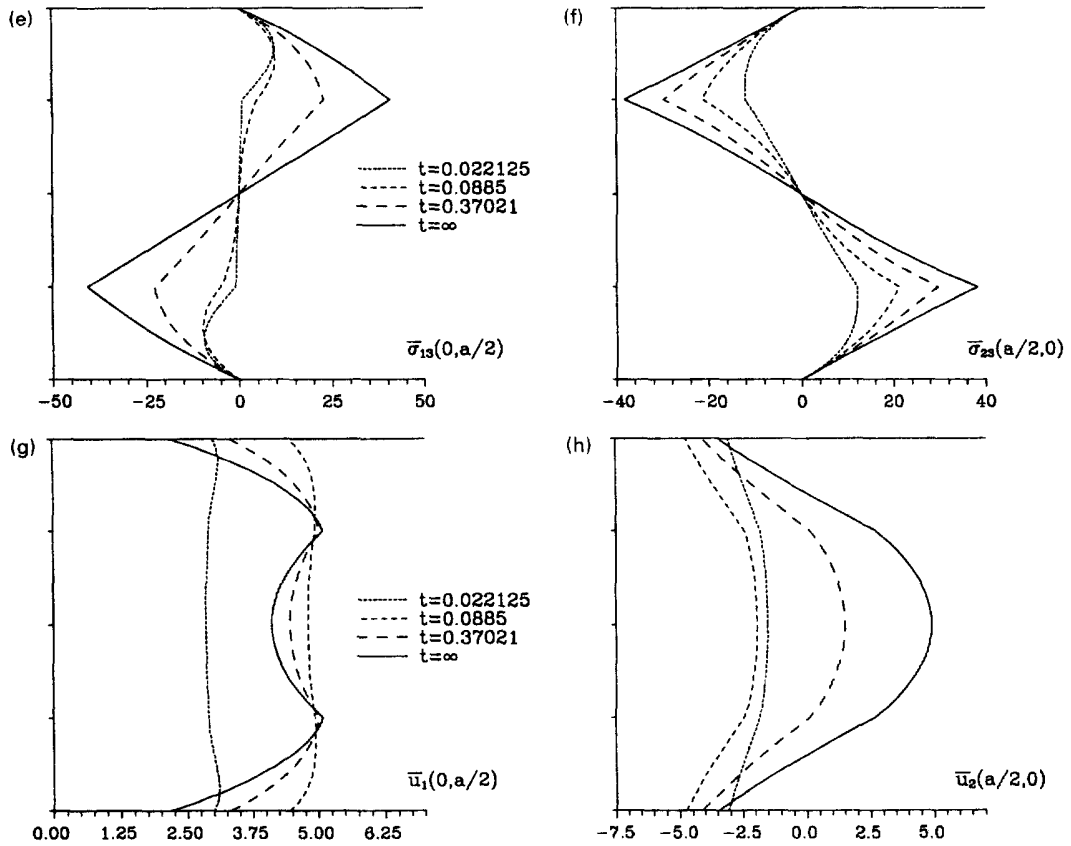 (e)
(f)
t=0.022125
t=0.0885
t=0.37021
t=∞
σ̅₁₃(0,a/2)
σ̅₂₃(a/2,0)
-50 -25 0 25 50
-40 -20 0 20 40
(g)
(h)
t=0.022125
t=0.0885
t=0.37021
t=∞
u̅₁(0,a/2)
u̅₂(a/2,0)
0.00 1.25 2.50 3.75 5.00 6.25
-7.5 -5.0 -2.5 0.0 2.5 5.0